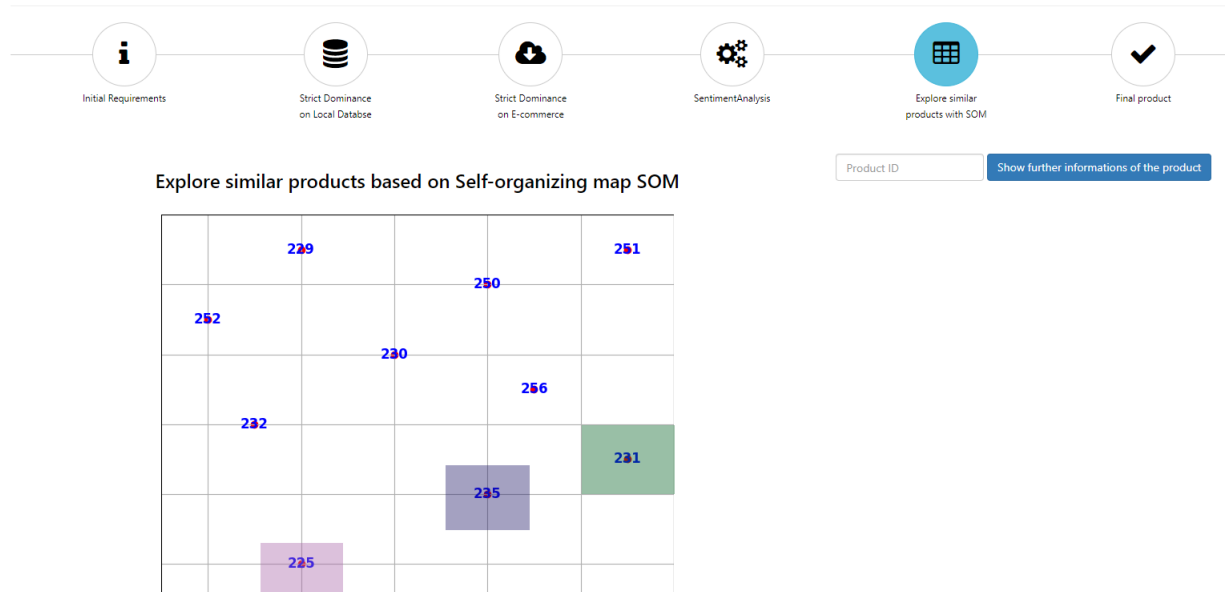 Initial Requirements
Strict Dominance
on Local Databse
Strict Dominance
on E-commerce
SentimentAnalysis
Explore similar
products with SOM
Final product
Product ID
Show further informations of the product
Explore similar products based on Self-organizing map SOM
229
251
250
252
230
256
232
231
235
225